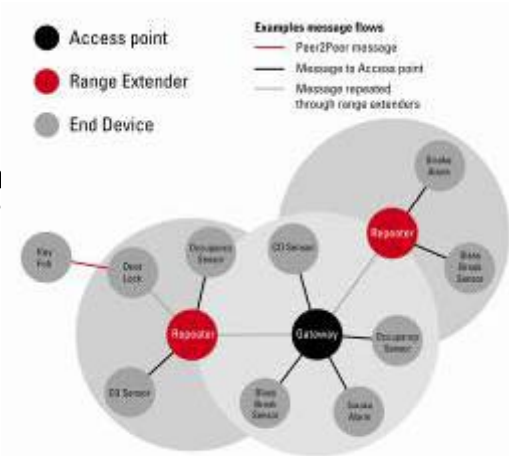 Access point
Range Extender
End Device
Examples message flows
Peer2Peer message
Message to Access point
Message repeated
through range extenders
Smoke
Alarm
Repeater
Glass
Break
Sensor
Key
Fob
Door
Lock
Occupancy
Sensor
CO Sensor
Repeater
Gateway
Occupancy
Sensor
CO Sensor
Glass
Break
Sensor
Smoke
Alarm